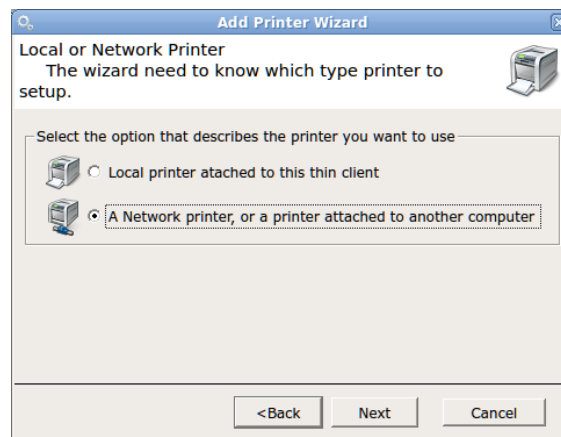 Add Printer Wizard
Local or Network Printer
The wizard need to know which type printer to
setup.
Select the option that describes the printer you want to use
Local printer atached to this thin client
A Network printer, or a printer attached to another computer
<Back Next Cancel